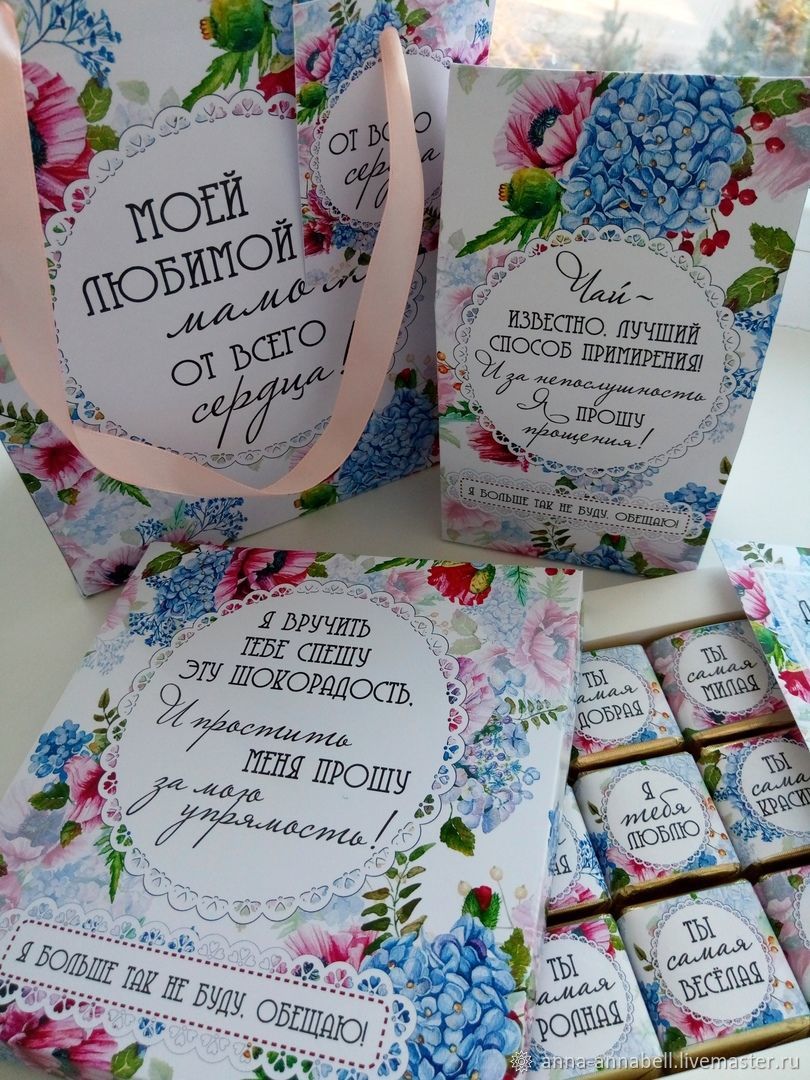 МОЕЙ
ЛЮБИМОЙ
мамочке
ОТ ВСЕГО
сердца!
ОТ ВСЕГО
сердца
Чай~
ИЗВЕСТНО, ЛУЧШИЙ
СПОСОБ ПРИМИРЕНИЯ!
И за непослушность
Я ПРОШУ
прощения!
Я БОЛЬШЕ ТАК НЕ БУДУ. ОБЕЩАЮ!
Я ВРУЧИТЬ
ТЕБЕ СПЕШУ
ЭТУ ШОКОРАДОСТЬ,
И простить
МЕНЯ ПРОШУ
за мою
упрямость!
Я БОЛЬШЕ ТАК НЕ БУДУ. ОБЕЩАЮ!
ТЫ
самая
ДОБРАЯ
ТЫ
самая
МИЛАЯ
Я
тебя
ЛЮБЛЮ
ТЫ
ТЫ
самая
РОДНАЯ
ТЫ
самая
ВЕСЁЛАЯ
anna-annabell.livemaster.ru